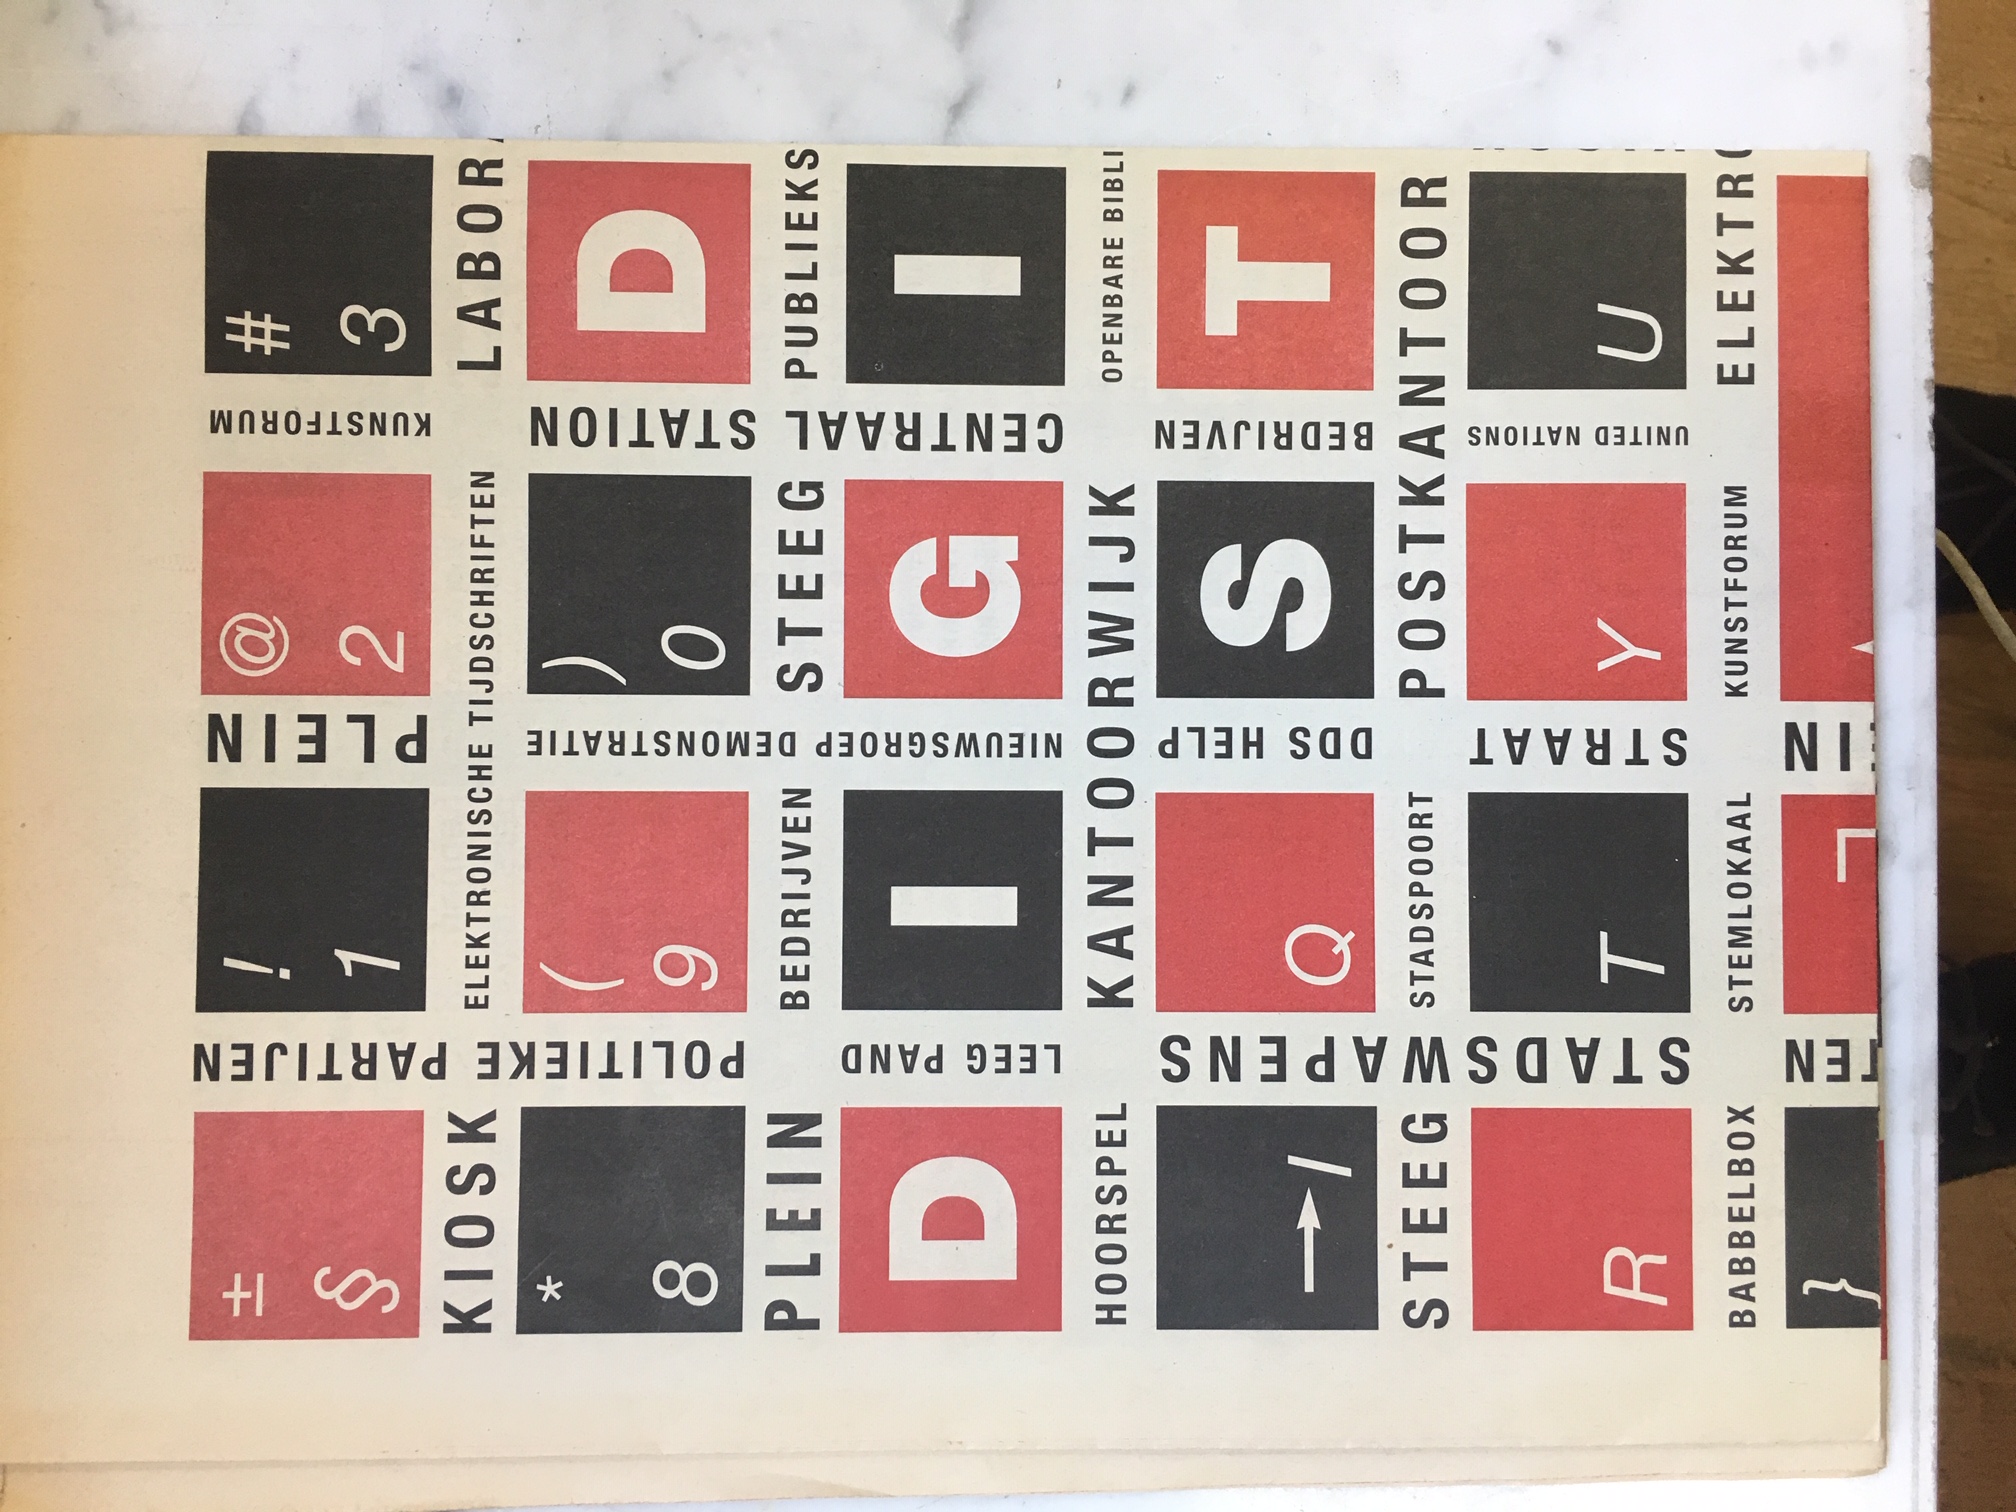 ±
§
POLITIEKE PARTIJEN
!
1
PLEIN
@
2
KUNSTFORUM
#
3
KIOSK
ELEKTRONISCHE TIJDSCHRIFTEN
LABOR
*
8
(
9
)
0
CENTRAAL STATION
D
PLEIN
BEDRIJVEN
STEEG
PUBLIEKS
D
LEEG PAND
I
NIEUWSGROEP DEMONSTRATIE
G
I
HOORSPEL
KANTOORWIJK
OPENBARE BIBLI
→I
STADSWAPENS
Q
DDS HELP
S
BEDRIJVEN
T
STEEG
STADSPOORT
POSTKANTOOR
R
T
STRAAT
Y
UNITED NATIONS
U
BABBELBOX
STEMLOKAAL
KUNSTFORUM
ELEKTR
}
TEN
IN